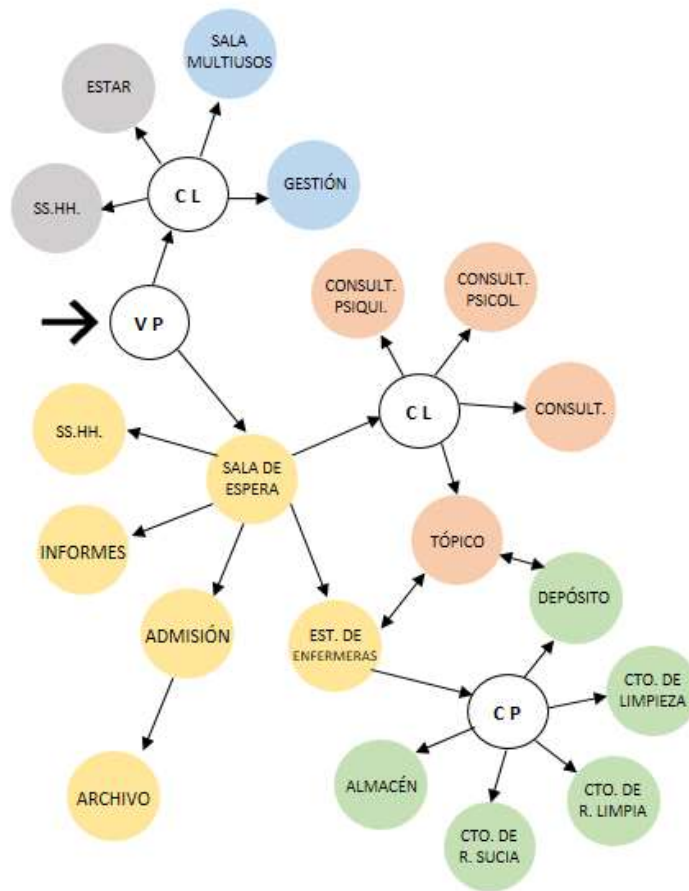 SALA
MULTIUSOS
ESTAR
C L
GESTIÓN
SS.HH.
V P
CONSULT.
PSIQUI.
CONSULT.
PSICOL.
C L
CONSULT.
SS.HH.
SALA DE
ESPERA
INFORMES
TÓPICO
DEPÓSITO
ADMISIÓN
EST. DE
ENFERMERAS
CTO. DE
LIMPIEZA
C P
ALMACÉN
ARCHIVO
CTO. DE
R. LIMPIA
CTO. DE
R. SUCIA